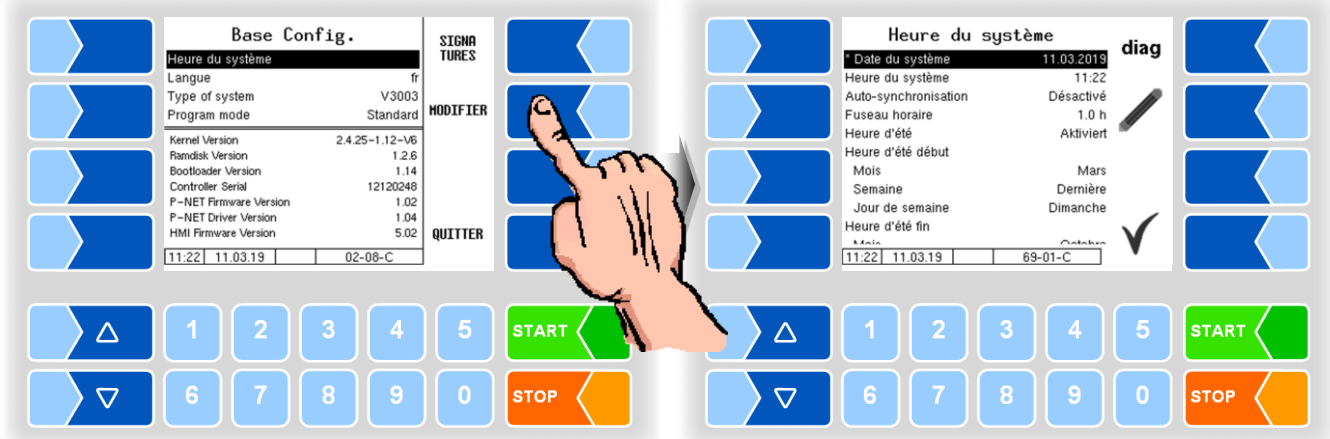 Base Config.
Heure du système
Langue fr
Type of system V3003
Program mode Standard
Kernel Version 2.4.25-1.12-V6
Ramdisk Version 1.2.6
Bootloader Version 1.14
Controller Serial 12120248
P-NET Firmware Version 1.02
P-NET Driver Version 1.04
HMI Firmware Version 5.02
11:22 11.03.19 02-08-C
SIGNA
TURES
MODIFIER
QUITTER
1 2 3 4 5 START
6 7 8 9 0 STOP
Heure du système
* Date du système 11.03.2019
Heure du système 11:22
Auto-synchronisation Désactivé
Fuseau horaire 1.0 h
Heure d'été Aktiviert
Heure d'été début
Mois Mars
Semaine Dernière
Jour de semaine Dimanche
Heure d'été fin
Mois Octobre
11:22 11.03.19 69-01-C
diag
1 2 3 4 5 START
6 7 8 9 0 STOP